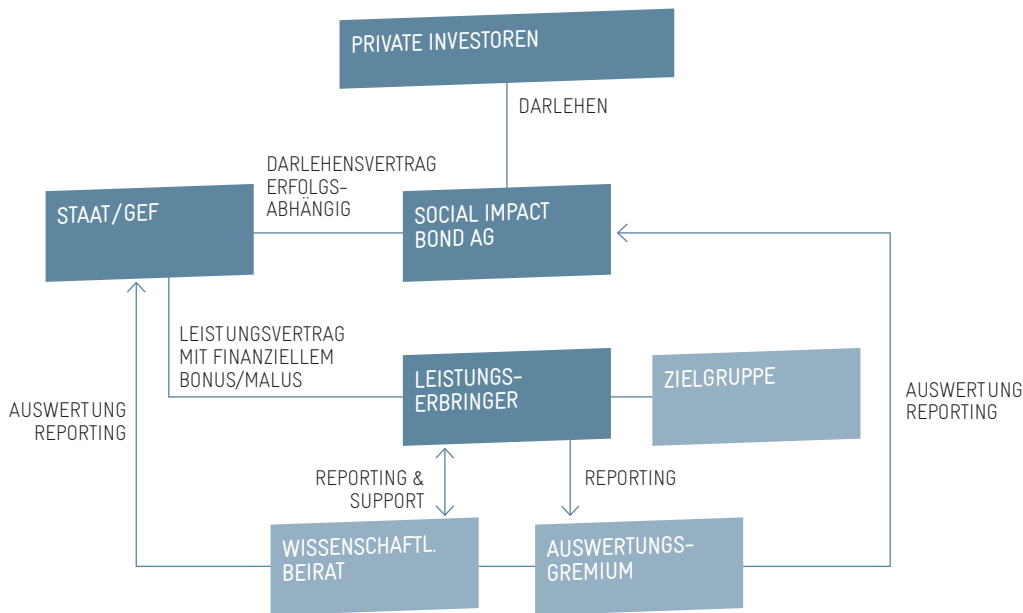 PRIVATE INVESTOREN
DARLEHEN
DARLEHENSVERTRAG
ERFOLGS-
ABHÄNGIG
STAAT/GEF
SOCIAL IMPACT
BOND AG
LEISTUNGSVERTRAG
MIT FINANZIELLEM
BONUS/MALUS
LEISTUNGS-
ERBRINGER
ZIELGRUPPE
AUSWERTUNG
REPORTING
AUSWERTUNG
REPORTING
REPORTING &
SUPPORT
REPORTING
WISSENSCHAFTL.
BEIRAT
AUSWERTUNGS-
GREMIUM